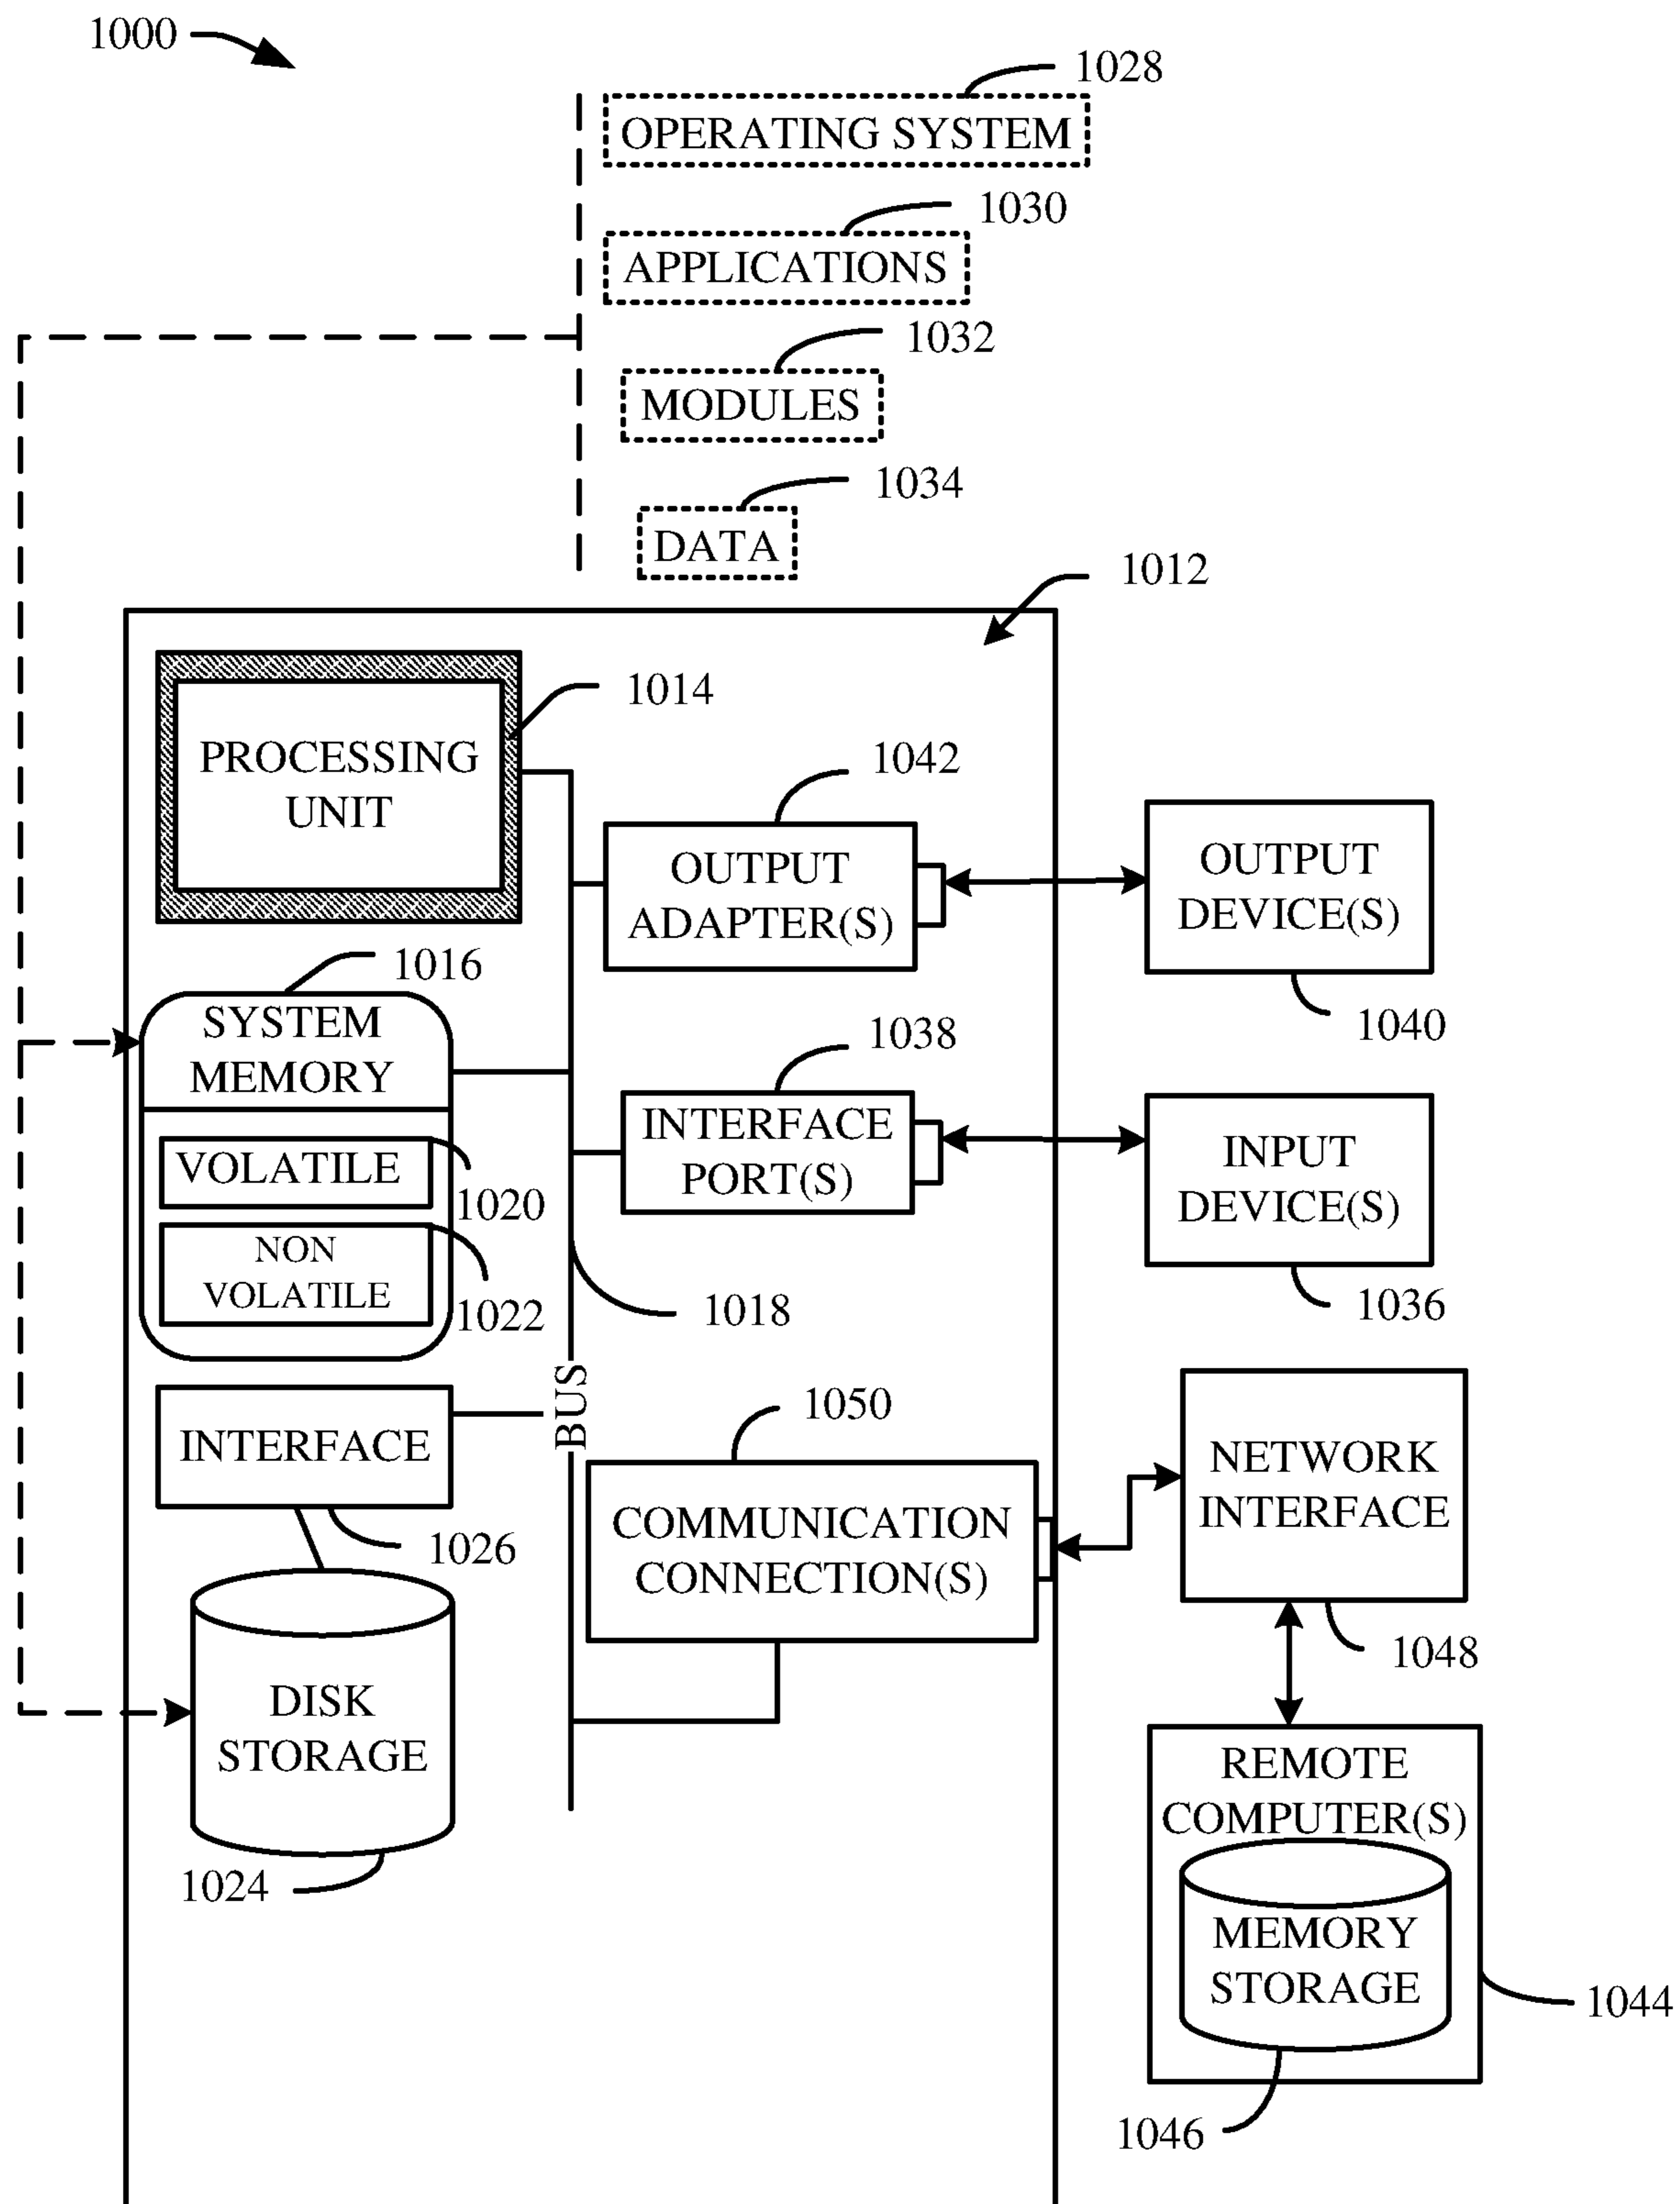 1000
1028
OPERATING SYSTEM
1030
APPLICATIONS
1032
MODULES
1034
DATA
1012
1014
PROCESSING
UNIT
1042
OUTPUT
ADAPTER(S)
OUTPUT
DEVICE(S)
1040
1016
SYSTEM
MEMORY
VOLATILE
1020
NON
VOLATILE
1022
1038
INTERFACE
PORT(S)
INPUT
DEVICE(S)
1036
1018
BUS
INTERFACE
1026
1050
COMMUNICATION
CONNECTION(S)
NETWORK
INTERFACE
1048
DISK
STORAGE
1024
REMOTE
COMPUTER(S)
MEMORY
STORAGE
1044
1046